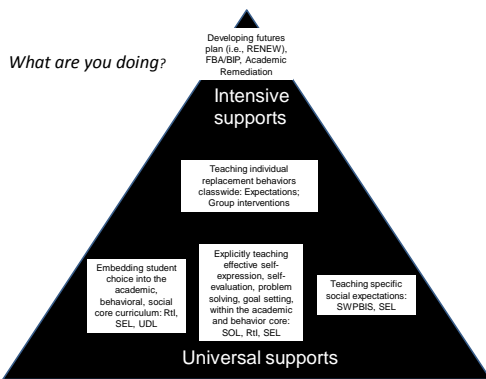 Developing futures
plan (i.e., RENEW),
FBA/BIP, Academic
Remediation
What are you doing?
Intensive
supports
Teaching individual
replacement behaviors
classwide: Expectations;
Group interventions
Embedding student
choice into the
academic,
behavioral, social
core curriculum: RtI,
SEL, UDL
Explicitly teaching
effective self-
expression, self-
evaluation, problem
solving, goal setting,
within the academic
and behavior core:
SOL, RtI, SEL
Teaching specific
social expectations:
SWPBIS, SEL
Universal supports